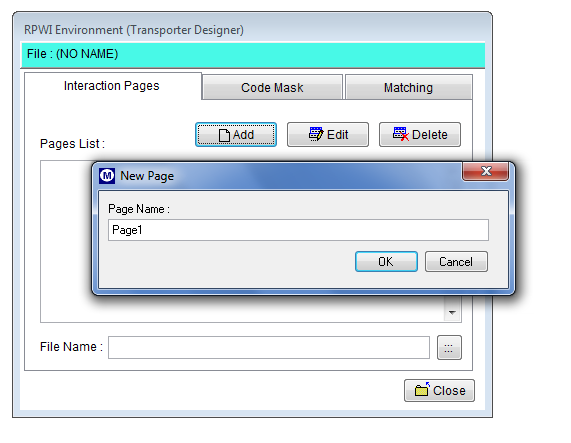 RPWI Environment (Transporter Designer)
File : (NO NAME)
Interaction Pages
Code Mask
Matching
Add
Edit
Delete
Pages List :
M
New Page
Page Name :
Page1
OK
Cancel
File Name :
:::
Close